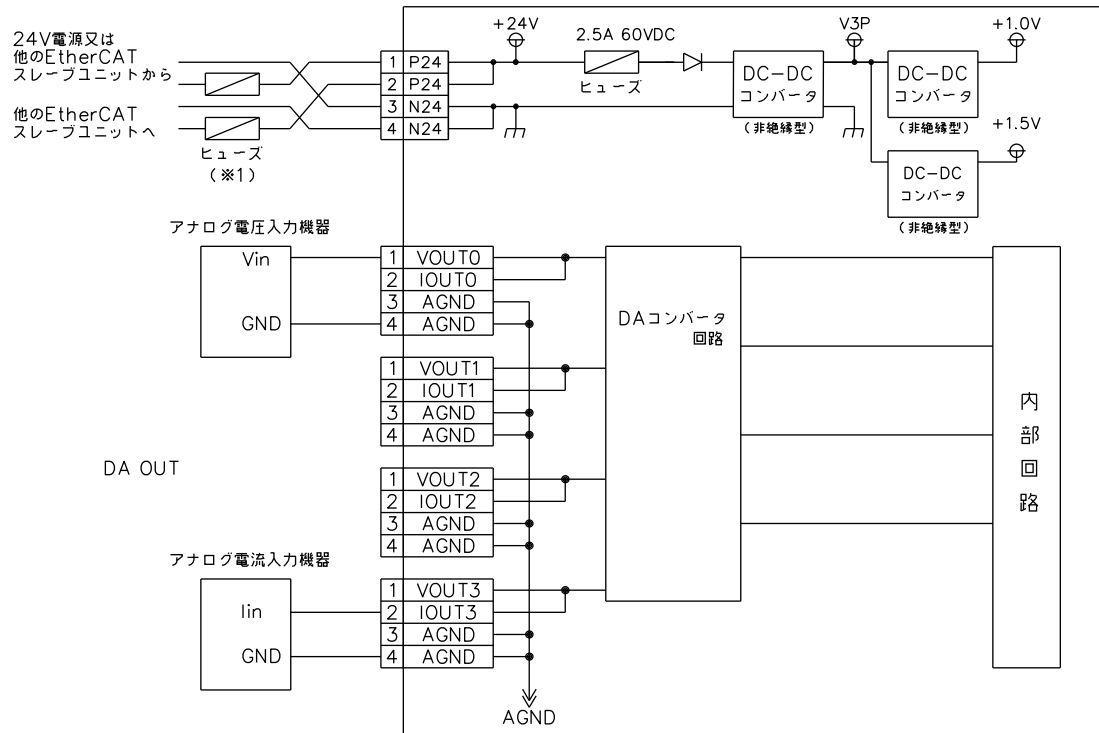 24V電源又は
他のEtherCAT
スレーブユニットから
他のEtherCAT
スレーブユニットへ
ヒューズ
(※1)
1 P24
2 P24
3 N24
4 N24
+24V
2.5A 60VDC
ヒューズ
DC-DC
コンバータ
(非絶縁型)
V3P
DC-DC
コンバータ
(非絶縁型)
+1.0V
+1.5V
DC-DC
コンバータ
(非絶縁型)
アナログ電圧入力機器
Vin
GND
1 VOUT0
2 IOUT0
3 AGND
4 AGND
1 VOUT1
2 IOUT1
3 AGND
4 AGND
DA OUT
1 VOUT2
2 IOUT2
3 AGND
4 AGND
アナログ電流入力機器
Iin
GND
1 VOUT3
2 IOUT3
3 AGND
4 AGND
AGND
DAコンバータ
回路
内部回路